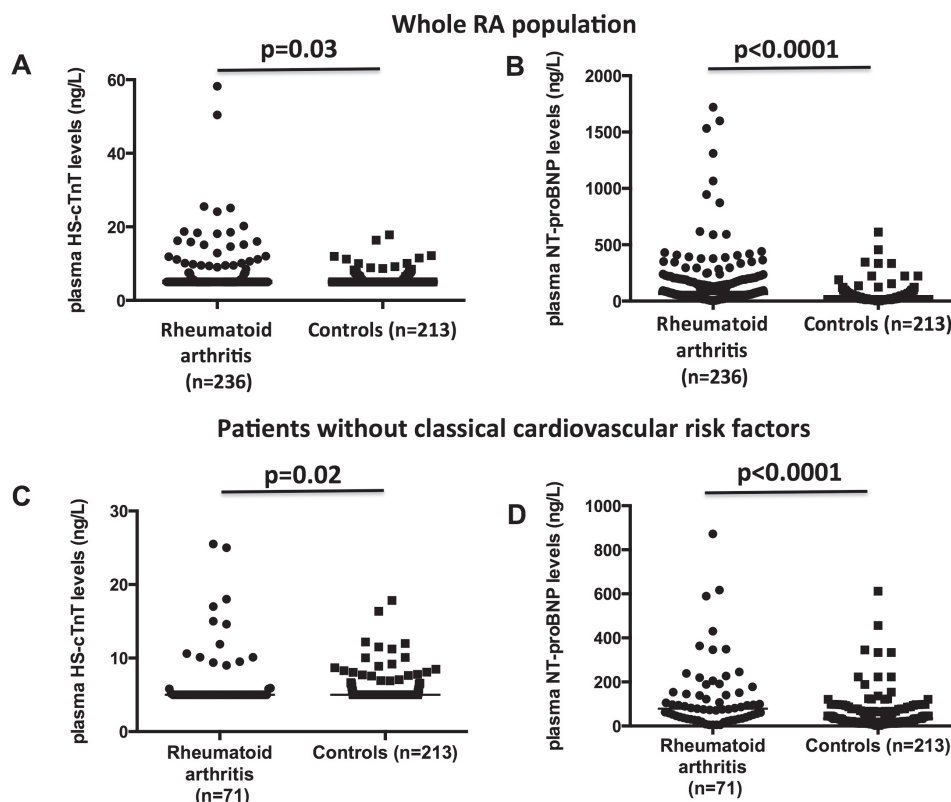 Whole RA population
A
p=0.03
plasma HS-cTnT levels (ng/L)
60
40
20
0
Rheumatoid
arthritis
(n=236)
Controls (n=213)
B
p<0.0001
plasma NT-proBNP levels (ng/L)
2000
1500
1000
500
0
Rheumatoid
arthritis
(n=236)
Controls (n=213)
Patients without classical cardiovascular risk factors
C
p=0.02
plasma HS-cTnT levels (ng/L)
30
20
10
0
Rheumatoid
arthritis
(n=71)
Controls (n=213)
D
p<0.0001
plasma NT-proBNP levels (ng/L)
1000
800
600
400
200
0
Rheumatoid
arthritis
(n=71)
Controls (n=213)